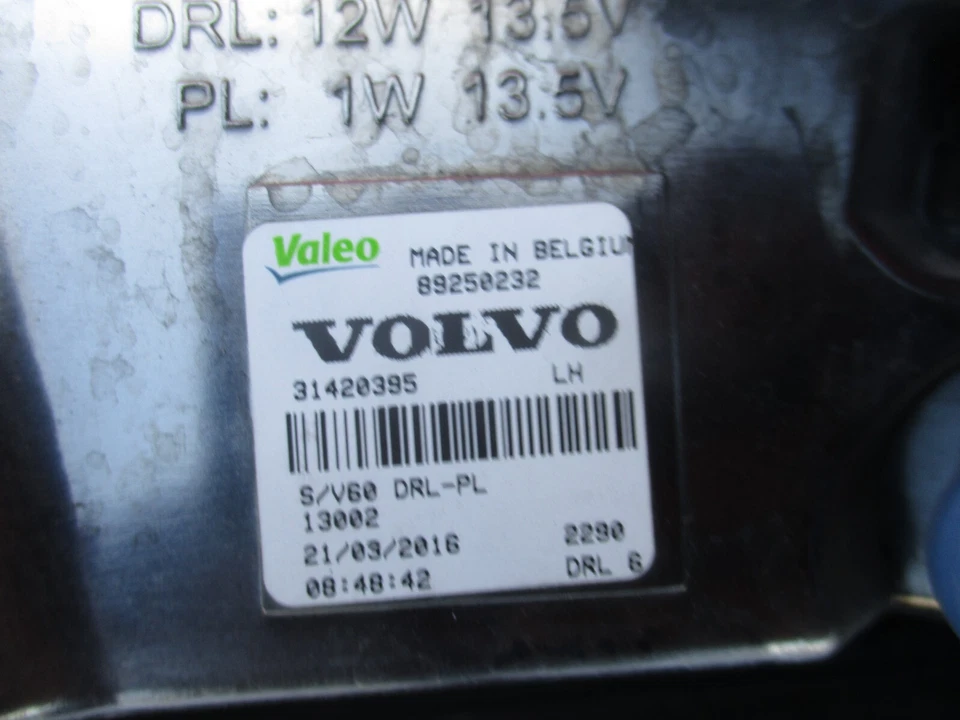 DRL: 12W 13.5V
PL: 1W 13.5V
Valeo MADE IN BELGIUM
89250232
VOLVO
31420395 LH
S/V60 DRL-PL
13002
21/03/2016 2290
08:48:42 DRL 6